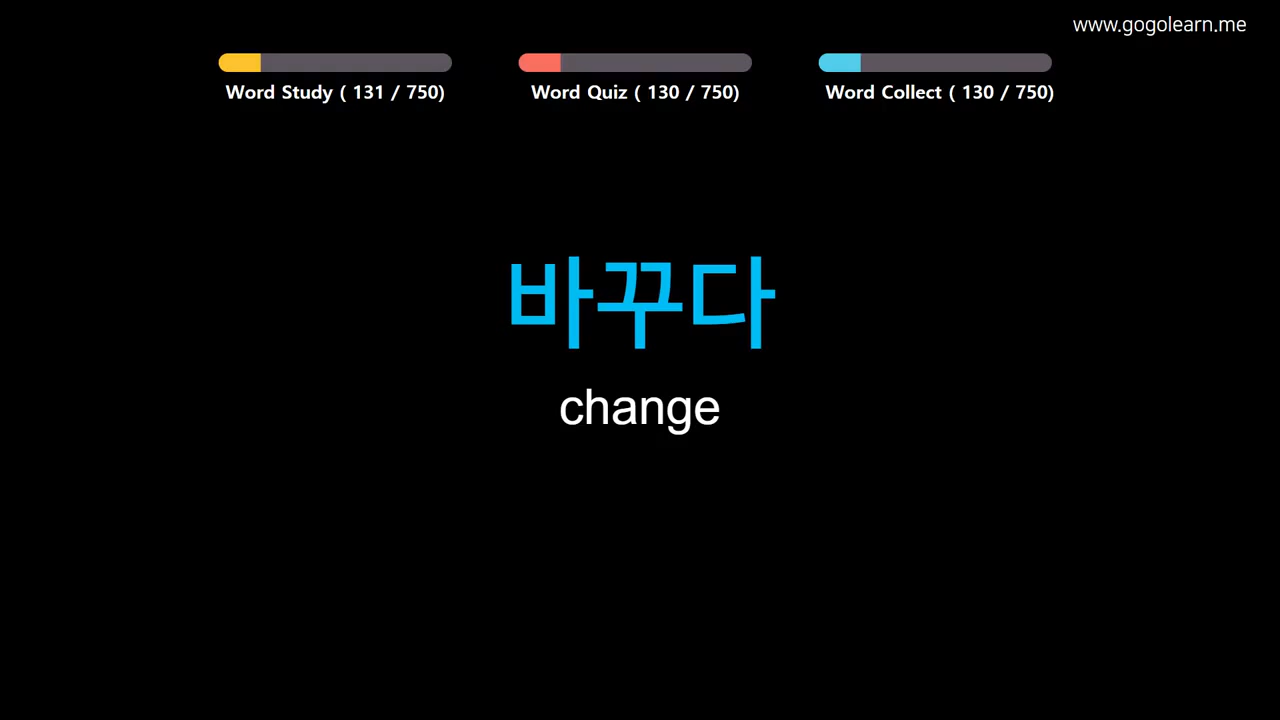 www.gogolearn.me
Word Study ( 131 / 750)
Word Quiz ( 130 / 750)
Word Collect ( 130 / 750)
바꾸다
change